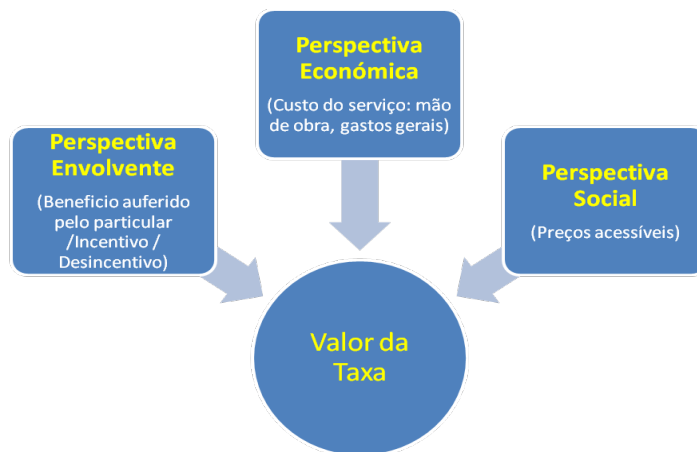 Perspectiva
Envolvente
(Beneficio auferido
pelo particular
/Incentivo /
Desincentivo)
Perspectiva
Económica
(Custo do serviço: mão
de obra, gastos gerais)
Perspectiva
Social
(Preços acessíveis)
Valor da
Taxa